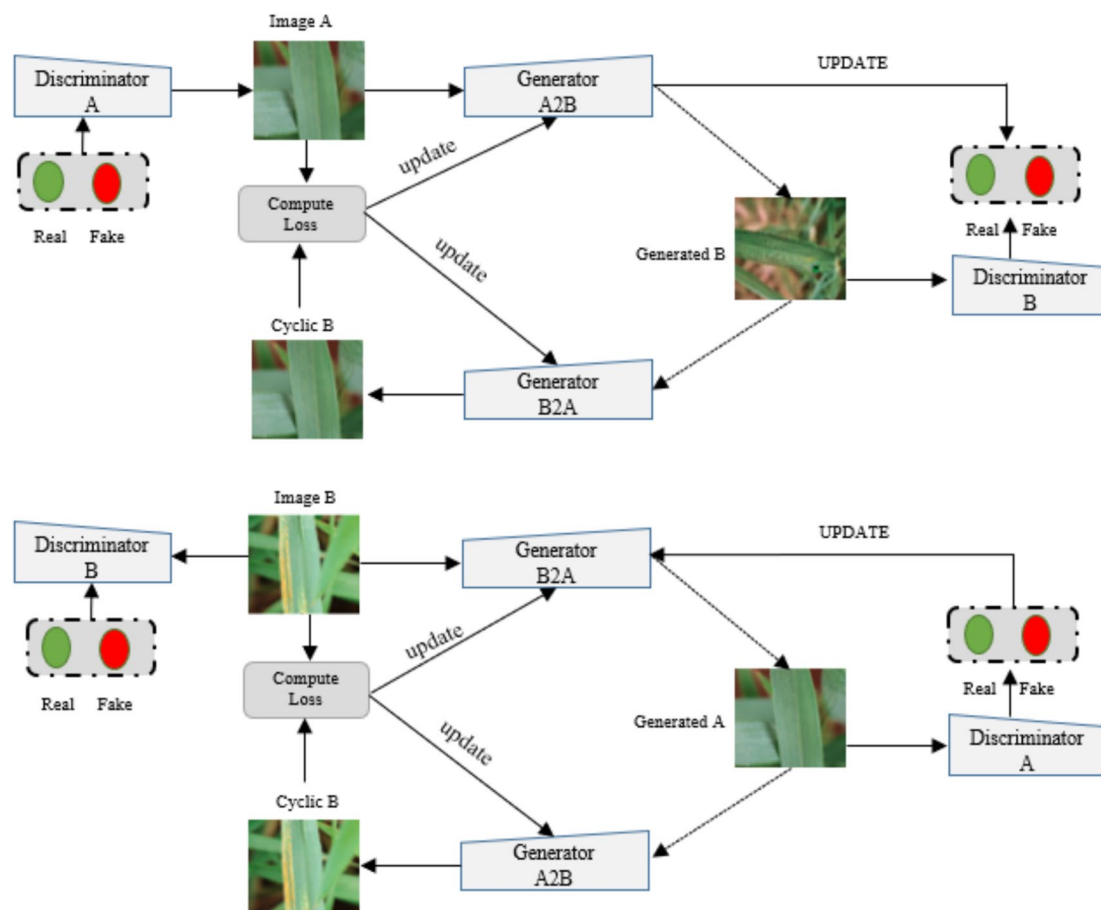 Image A
Discriminator
A
Generator
A2B
UPDATE
update
Real Fake
Compute
Loss
Real Fake
update
Generated B
Discriminator
B
Cyclic B
Generator
B2A
Image B
Discriminator
B
Generator
B2A
UPDATE
update
Compute
Loss
Real Fake
Real Fake
update
Generated A
Discriminator
A
Cyclic B
Generator
A2B